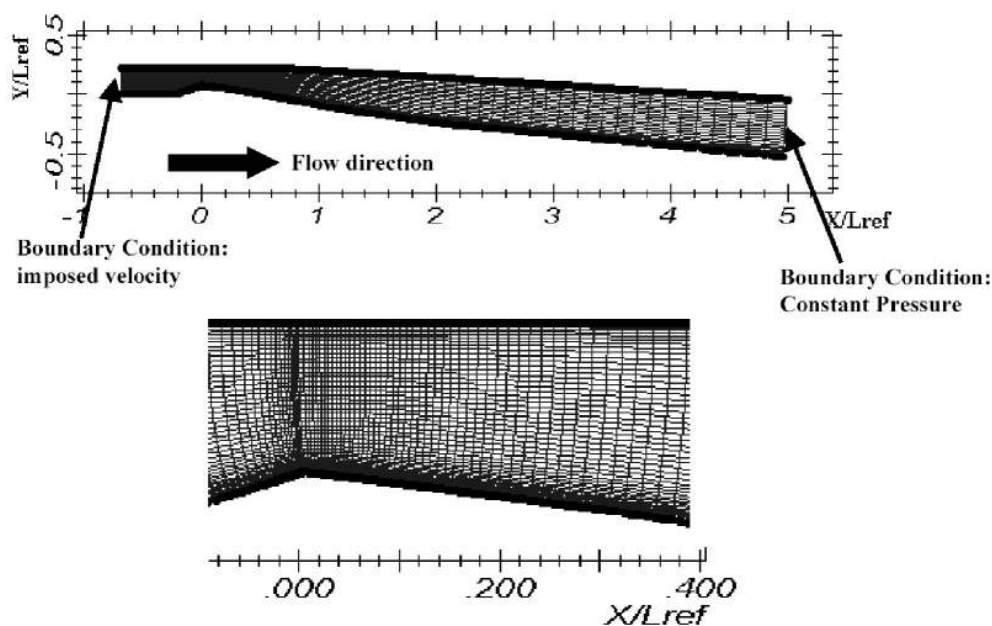 0.5
Y/Lref
-0.5
Flow direction
-1 0 1 2 3 4 5
X/Lref
Boundary Condition:
imposed velocity
Boundary Condition:
Constant Pressure
.000 .200 .400
X/Lref